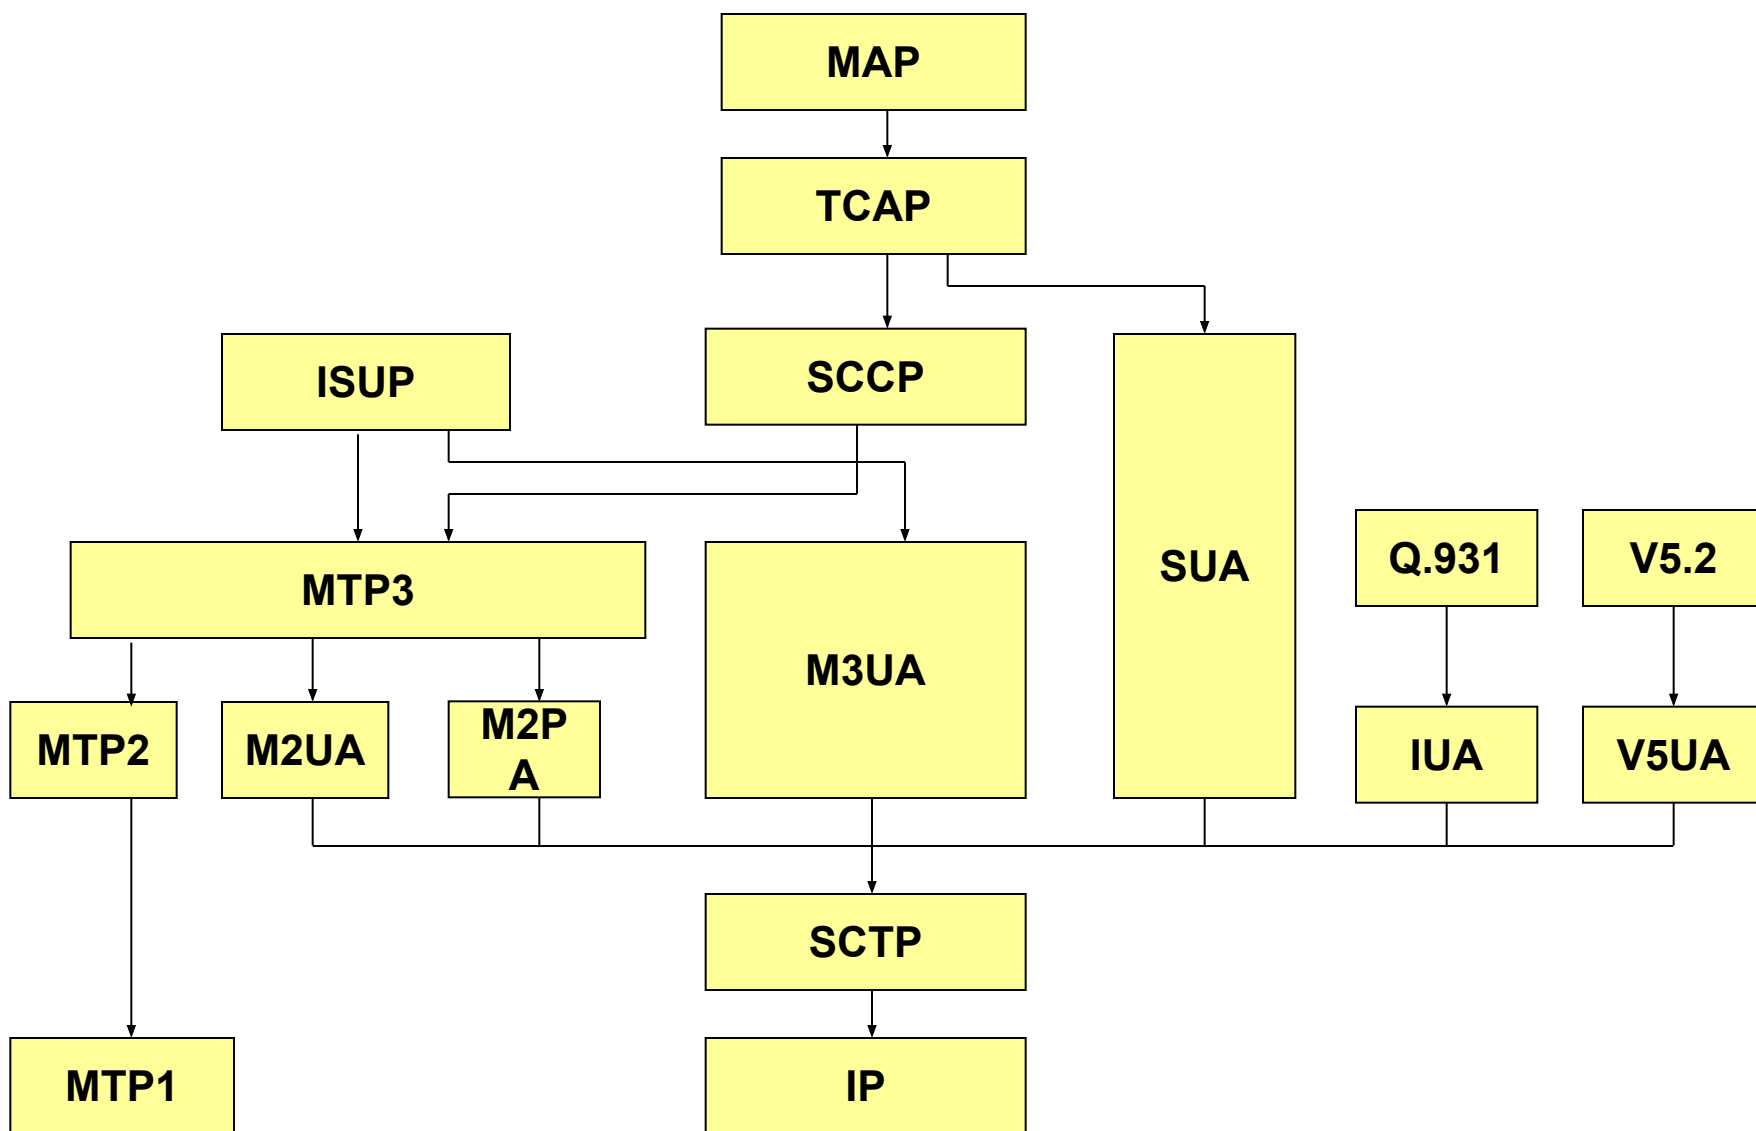 MAP
TCAP
ISUP
SCCP
SUA
Q.931
V5.2
MTP3
M3UA
MTP2
M2UA
M2P
A
IUA
V5UA
SCTP
MTP1
IP